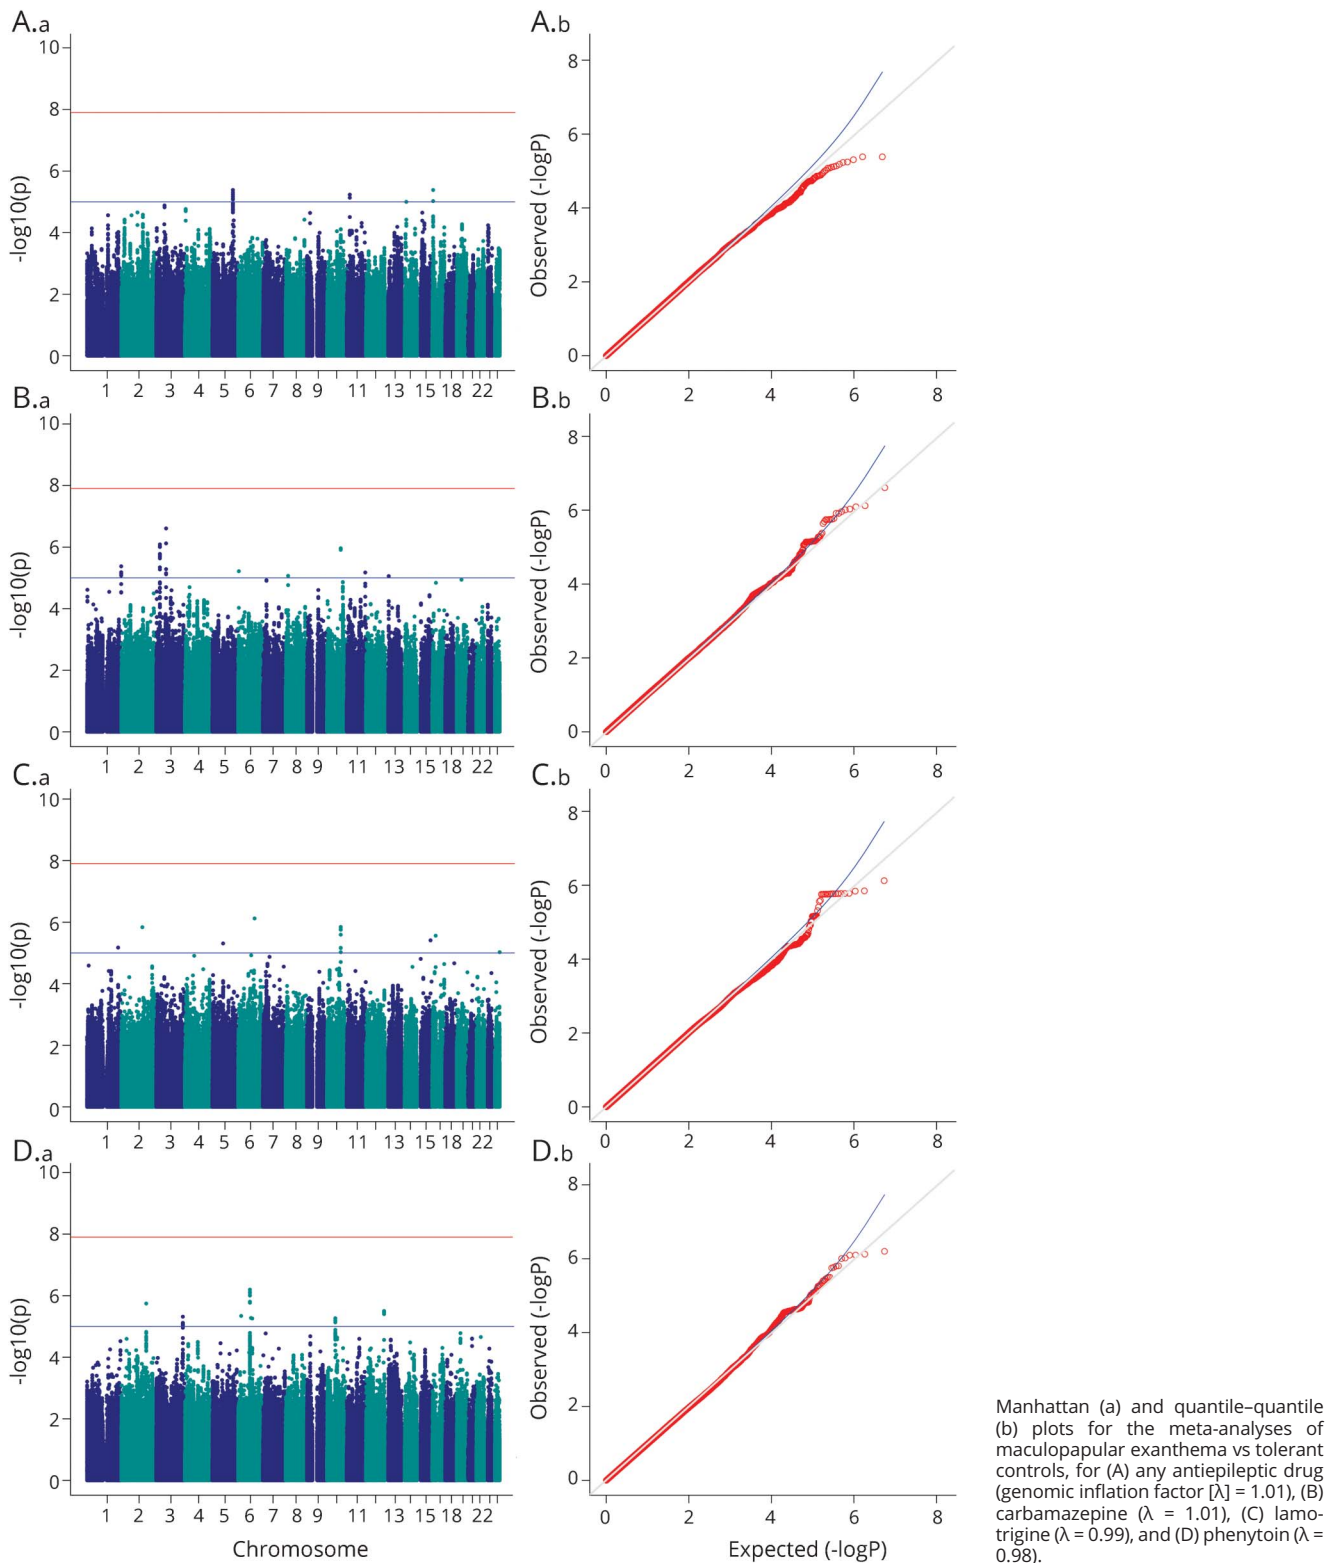 A.a
10
8
6
4
2
0
-log10(p)
1 2 3 4 5 6 7 8 9 11 13 15 18 22
A.b
8
6
4
2
0
Observed (-logP)
0 2 4 6 8
B.a
10
8
6
4
2
0
-log10(p)
1 2 3 4 5 6 7 8 9 11 13 15 18 22
B.b
8
6
4
2
0
Observed (-logP)
0 2 4 6 8
C.a
10
8
6
4
2
0
-log10(p)
1 2 3 4 5 6 7 8 9 11 13 15 18 22
C.b
8
6
4
2
0
Observed (-logP)
0 2 4 6 8
D.a
10
8
6
4
2
0
-log10(p)
1 2 3 4 5 6 7 8 9 11 13 15 18 22
Chromosome
D.b
8
6
4
2
0
Observed (-logP)
0 2 4 6 8
Expected (-logP)
Manhattan (a) and quantile–quantile
(b) plots for the meta-analyses of
maculopapular exanthema vs tolerant
controls, for (A) any antiepileptic drug
(genomic inflation factor [λ] = 1.01), (B)
carbamazepine (λ = 1.01), (C) lamo-
trigine (λ = 0.99), and (D) phenytoin (λ =
0.98).